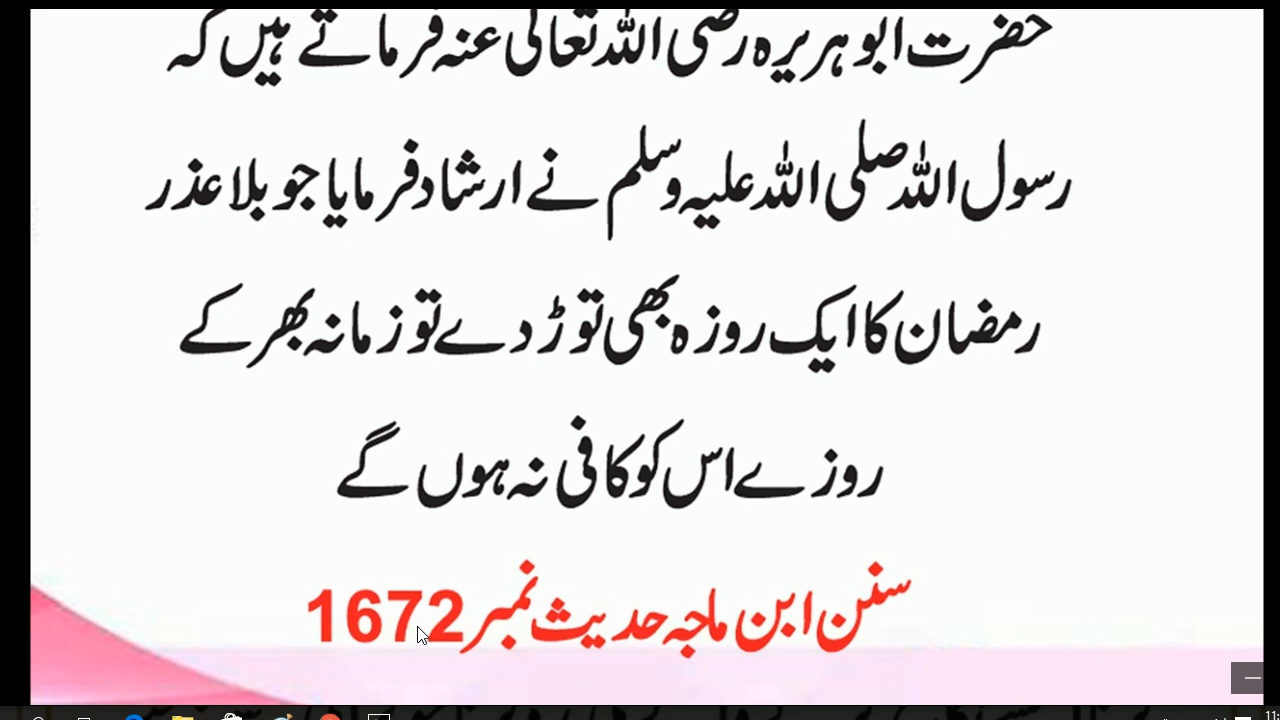 حضرت ابو ہریرہ رضی اللہ تعالی عنہ فرماتے ہیں کہ
رسول اللہ صلی اللہ علیہ وسلم نے ارشاد فرمایا جو بلا عذر
رمضان کا ایک روزہ بھی توڑ دے تو زمانہ بھر کے
روزے اس کو کافی نہ ہوں گے
سنن ابن ماجہ حدیث نمبر 1672